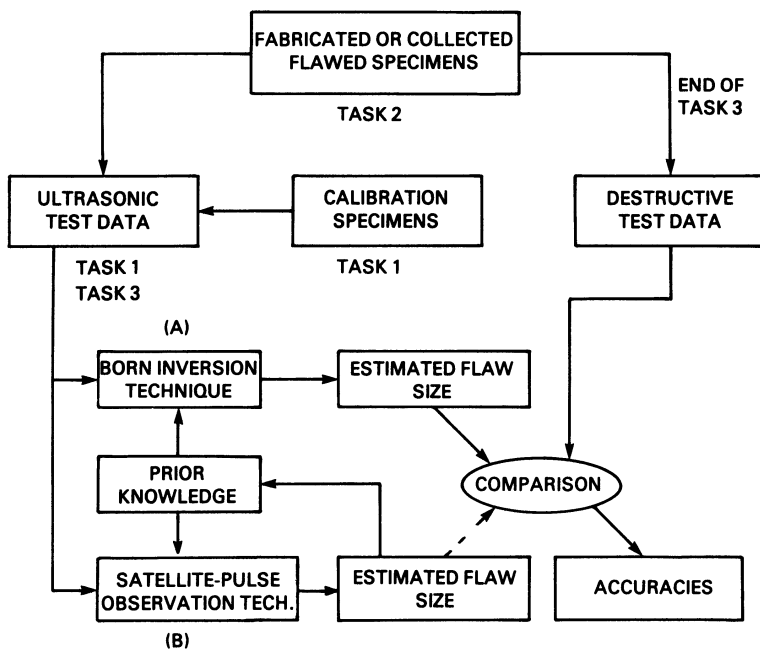 FABRICATED OR COLLECTED
FLAWED SPECIMENS
TASK 2
END OF
TASK 3
ULTRASONIC
TEST DATA
CALIBRATION
SPECIMENS
DESTRUCTIVE
TEST DATA
TASK 1
TASK 3
TASK 1
(A)
BORN INVERSION
TECHNIQUE
ESTIMATED FLAW
SIZE
PRIOR
KNOWLEDGE
COMPARISON
SATELLITE-PULSE
OBSERVATION TECH.
ESTIMATED FLAW
SIZE
ACCURACIES
(B)